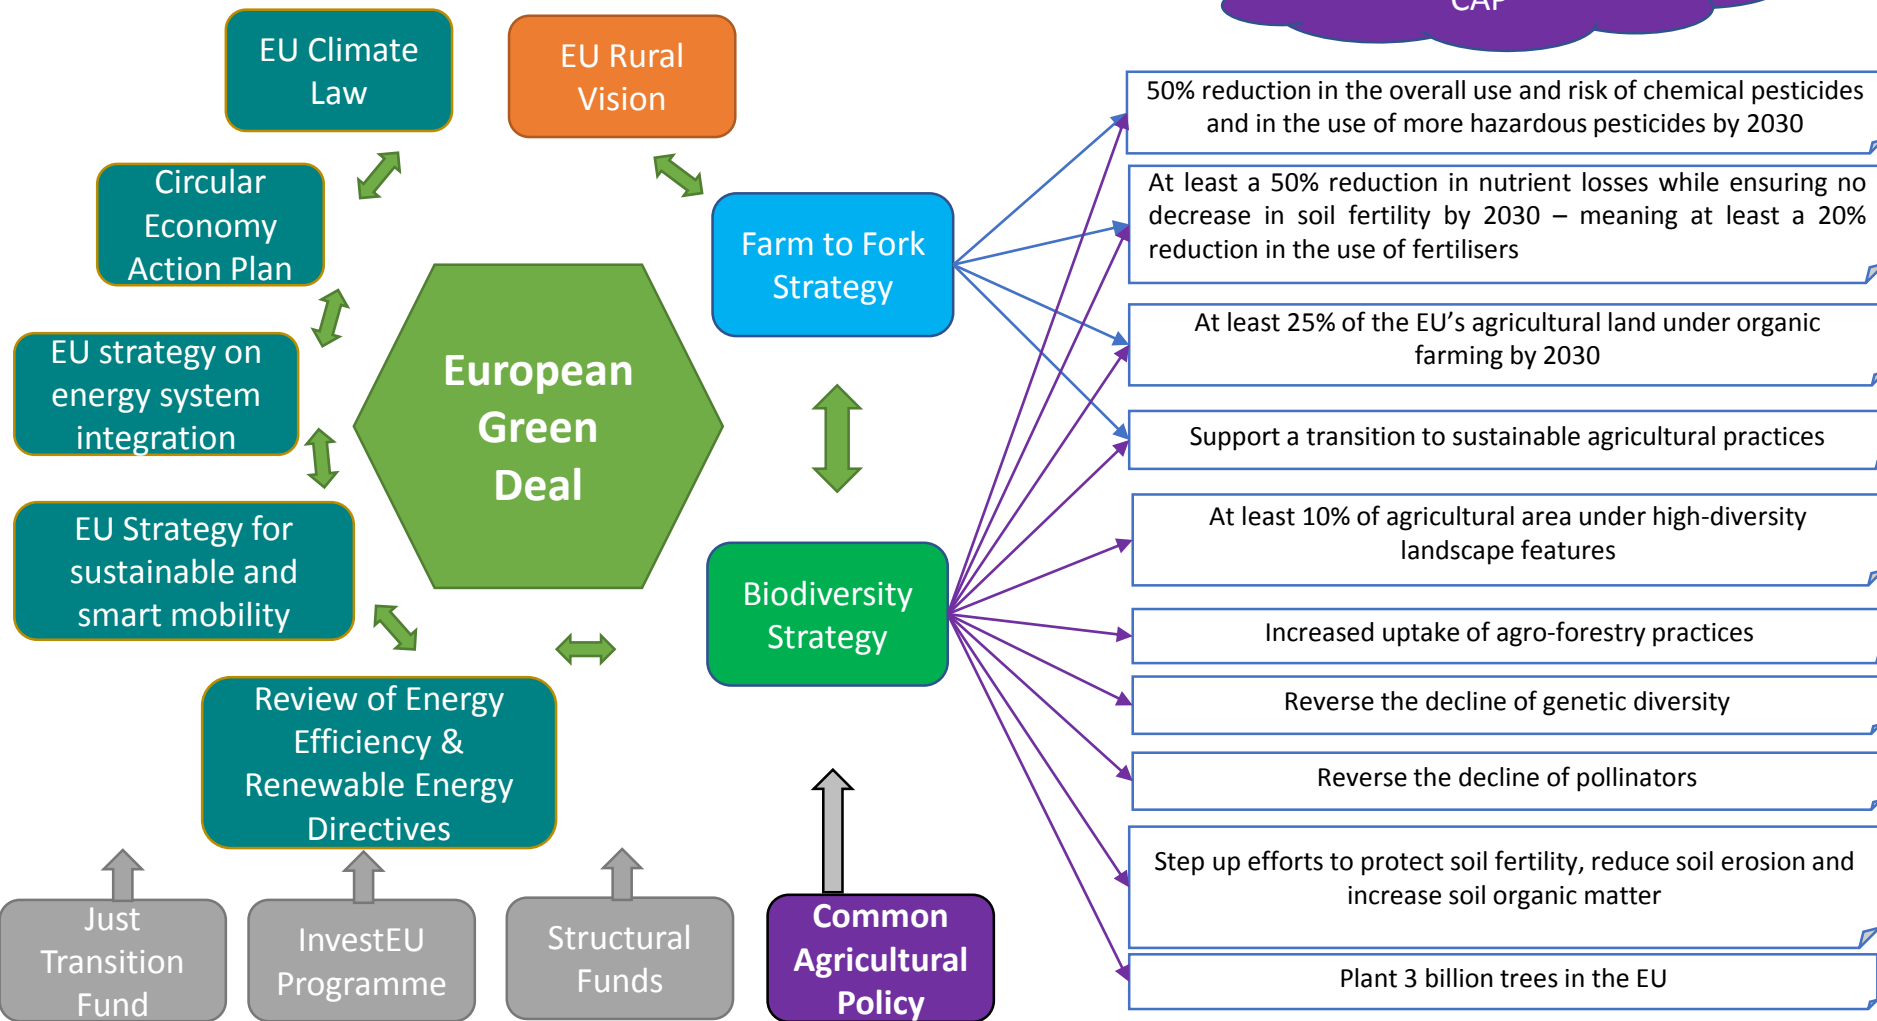 CAP
EU Climate
Law
EU Rural
Vision
Circular
Economy
Action Plan
EU strategy on
energy system
integration
EU Strategy for
sustainable and
smart mobility
Review of Energy
Efficiency &
Renewable Energy
Directives
European
Green
Deal
Farm to Fork
Strategy
Biodiversity
Strategy
Just
Transition
Fund
InvestEU
Programme
Structural
Funds
Common
Agricultural
Policy
50% reduction in the overall use and risk of chemical pesticides
and in the use of more hazardous pesticides by 2030
At least a 50% reduction in nutrient losses while ensuring no
decrease in soil fertility by 2030 – meaning at least a 20%
reduction in the use of fertilisers
At least 25% of the EU’s agricultural land under organic
farming by 2030
Support a transition to sustainable agricultural practices
At least 10% of agricultural area under high-diversity
landscape features
Increased uptake of agro-forestry practices
Reverse the decline of genetic diversity
Reverse the decline of pollinators
Step up efforts to protect soil fertility, reduce soil erosion and
increase soil organic matter
Plant 3 billion trees in the EU